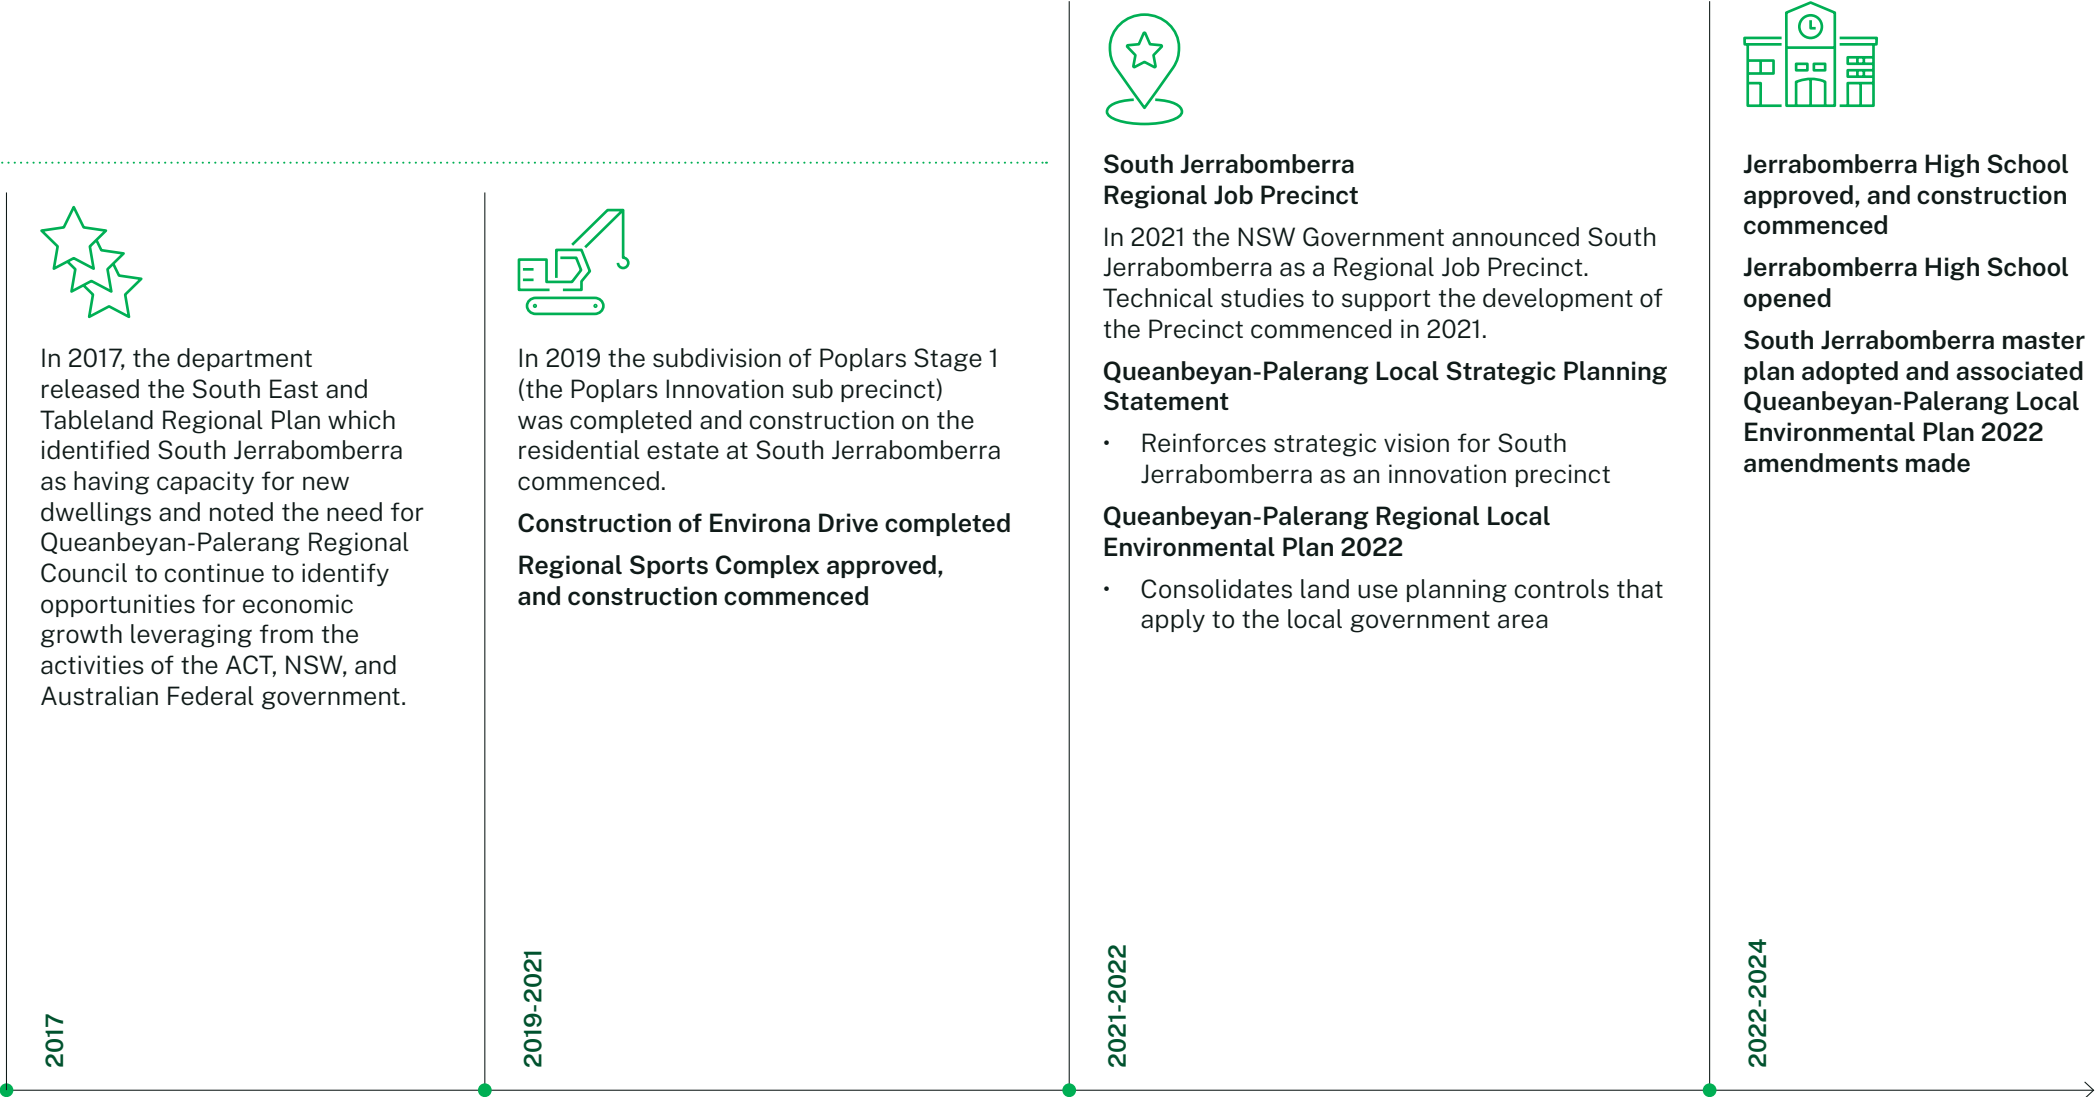 In 2017, the department
released the South East and
Tableland Regional Plan which
identified South Jerrabomberra
as having capacity for new
dwellings and noted the need for
Queanbeyan-Palerang Regional
Council to continue to identify
opportunities for economic
growth leveraging from the
activities of the ACT, NSW, and
Australian Federal government.
2017
In 2019 the subdivision of Poplars Stage 1
(the Poplars Innovation sub precinct)
was completed and construction on the
residential estate at South Jerrabomberra
commenced.
Construction of Environa Drive completed
Regional Sports Complex approved,
and construction commenced
2019-2021
South Jerrabomberra
Regional Job Precinct
In 2021 the NSW Government announced South
Jerrabomberra as a Regional Job Precinct.
Technical studies to support the development of
the Precinct commenced in 2021.
Queanbeyan-Palerang Local Strategic Planning
Statement
• Reinforces strategic vision for South
Jerrabomberra as an innovation precinct
Queanbeyan-Palerang Regional Local
Environmental Plan 2022
• Consolidates land use planning controls that
apply to the local government area
2021-2022
Jerrabomberra High School
approved, and construction
commenced
Jerrabomberra High School
opened
South Jerrabomberra master
plan adopted and associated
Queanbeyan-Palerang Local
Environmental Plan 2022
amendments made
2022-2024